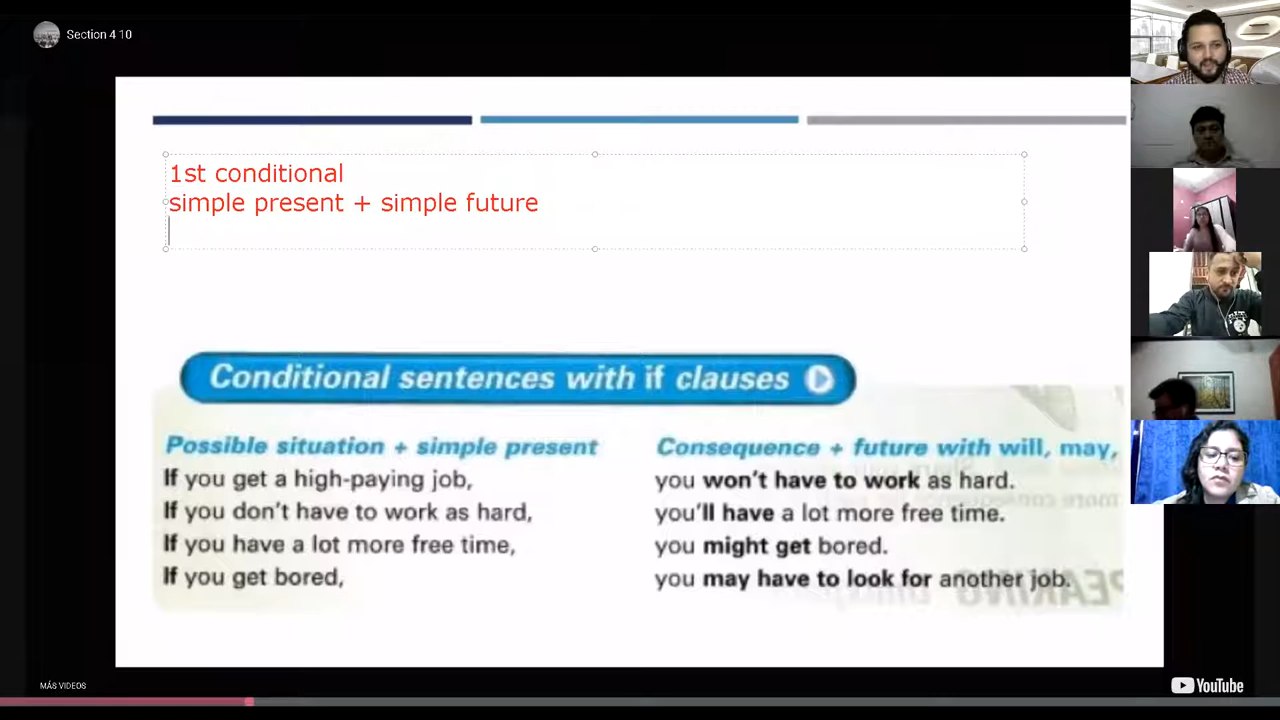 Section 4 10
1st conditional
simple present + simple future
Conditional sentences with if clauses
Possible situation + simple present
Consequence + future with will, may,
If you get a high-paying job,
you won't have to work as hard.
If you don't have to work as hard,
you'll have a lot more free time.
If you have a lot more free time,
you might get bored.
If you get bored,
you may have to look for another job.
MÁS VIDEOS
YouTube